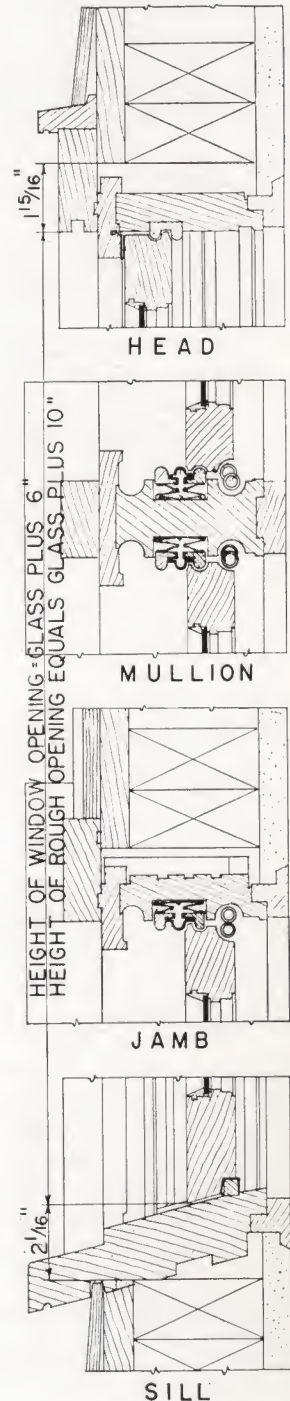 1 15/16"
HEAD
HEIGHT OF WINDOW OPENING = GLASS PLUS 6"
HEIGHT OF ROUGH OPENING EQUALS GLASS PLUS 10"
MULLION
JAMB
2 1/16"
SILL